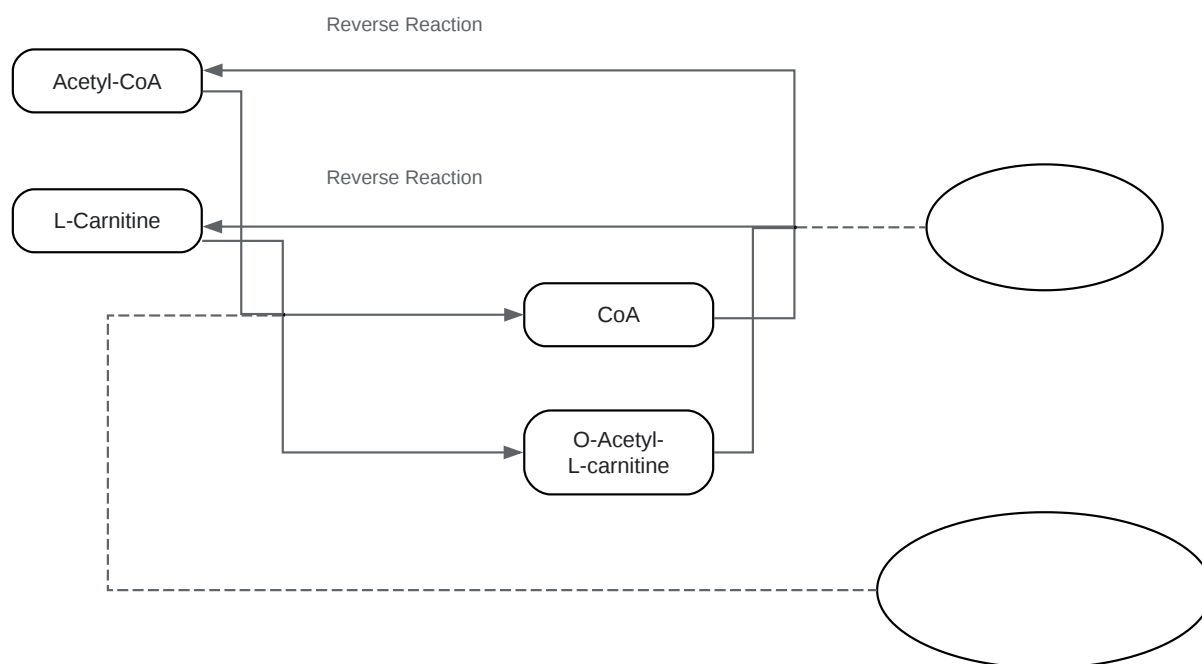 Reverse Reaction
Acetyl-CoA
Reverse Reaction
L-Carnitine
CoA
O-Acetyl-
L-carnitine